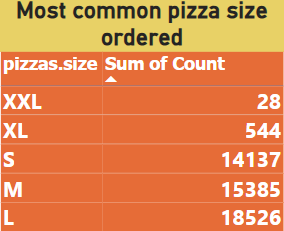 Most common pizza size
ordered
pizzas.size Sum of Count
XXL 28
XL 544
S 14137
M 15385
L 18526